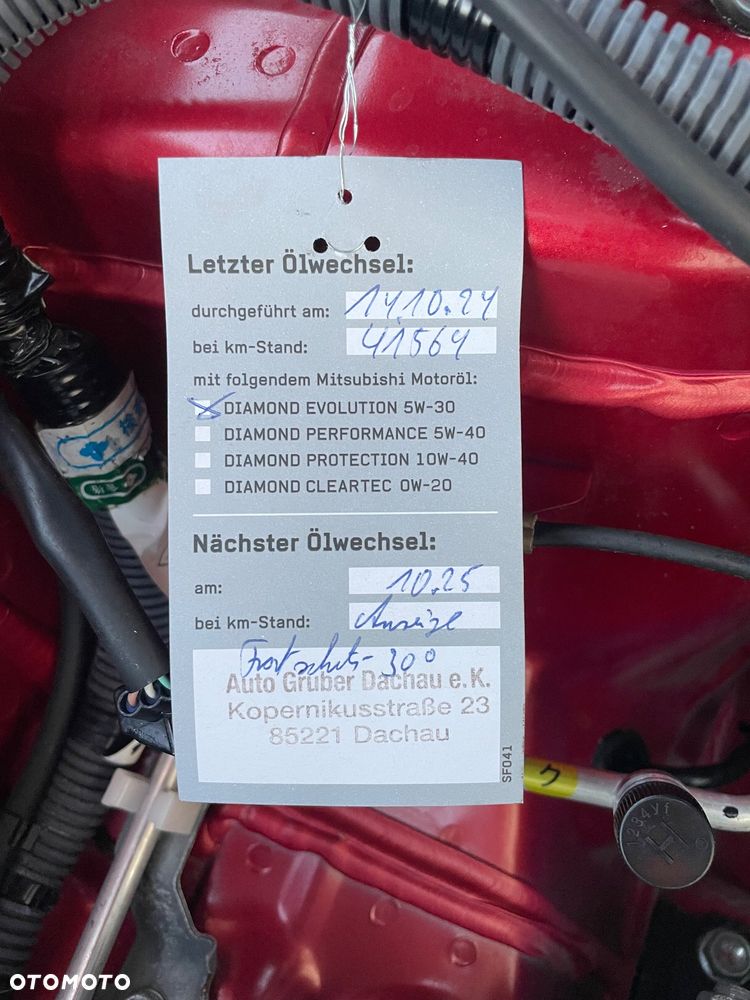 Letzter Ölwechsel:
durchgeführt am: 14.10.24
bei km-Stand: 41564
mit folgendem Mitsubishi Motoröl:
DIAMOND EVOLUTION 5W-30
DIAMOND PERFORMANCE 5W-40
DIAMOND PROTECTION 10W-40
DIAMOND CLEARTEC 0W-20
Nächster Ölwechsel:
am: 10.25
bei km-Stand: Anzeige
Frostschutz -30°
Auto Gruber Dachau e.K.
Kopernikusstraße 23
85221 Dachau
SF041
OTOMOTO